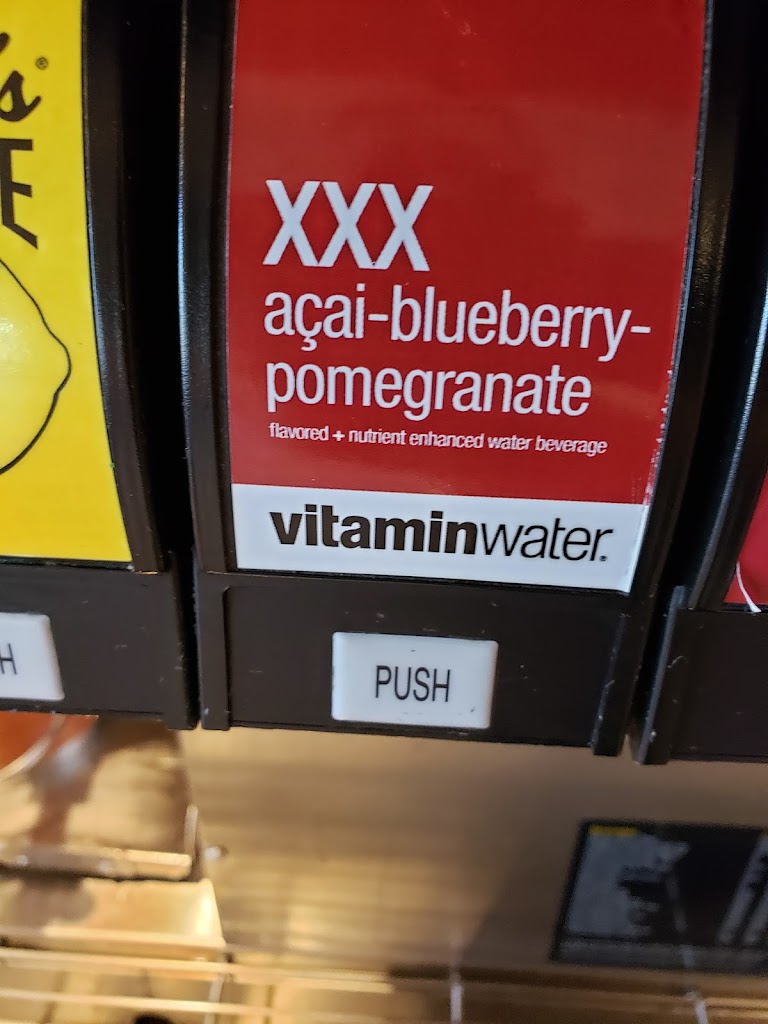 s®
E
XXX
açai-blueberry-
pomegranate
flavored + nutrient enhanced water beverage
vitaminwater.
H
PUSH